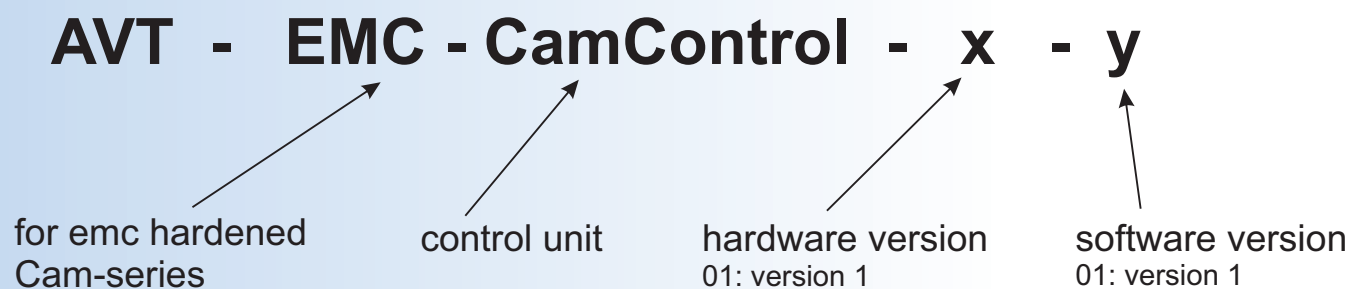 AVT - EMC - CamControl - x - y
for emc hardened
Cam-series
control unit
hardware version
01: version 1
software version
01: version 1